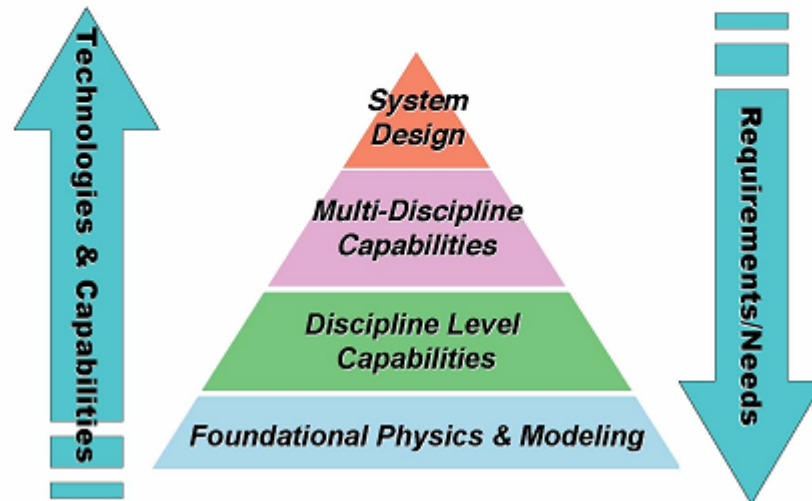 Technologies & Capabilities
System
Design
Multi-Discipline
Capabilities
Discipline Level
Capabilities
Foundational Physics & Modeling
Requirements/Needs